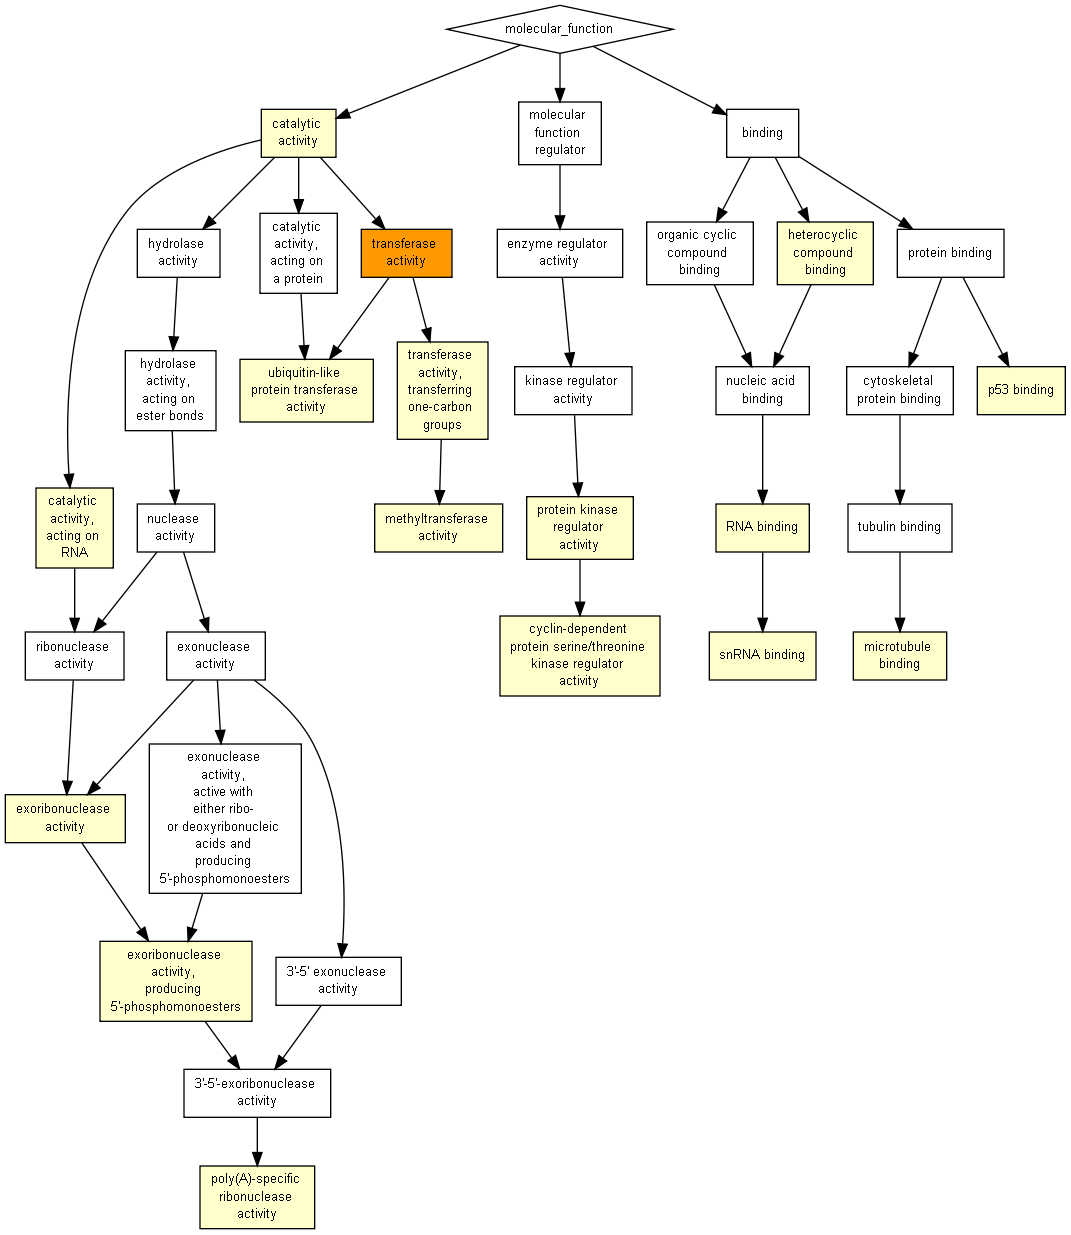 molecular_function
catalytic
activity
molecular
function
regulator
binding
hydrolase
activity
catalytic
activity,
acting on
a protein
transferase
activity
enzyme regulator
activity
organic cyclic
compound
binding
heterocyclic
compound
binding
protein binding
hydrolase
activity,
acting on
ester bonds
ubiquitin-like
protein transferase
activity
transferase
activity,
transferring
one-carbon
groups
kinase regulator
activity
nucleic acid
binding
cytoskeletal
protein binding
p53 binding
catalytic
activity,
acting on
RNA
nuclease
activity
methyltransferase
activity
protein kinase
regulator
activity
RNA binding
tubulin binding
ribonuclease
activity
exonuclease
activity
cyclin-dependent
protein serine/threonine
kinase regulator
activity
snRNA binding
microtubule
binding
exoribonuclease
activity
exonuclease
activity,
active with
either ribo-
or deoxyribonucleic
acids and
producing
5'-phosphomonoesters
exoribonuclease
activity,
producing
5'-phosphomonoesters
3'-5' exonuclease
activity
3'-5'-exoribonuclease
activity
poly(A)-specific
ribonuclease
activity